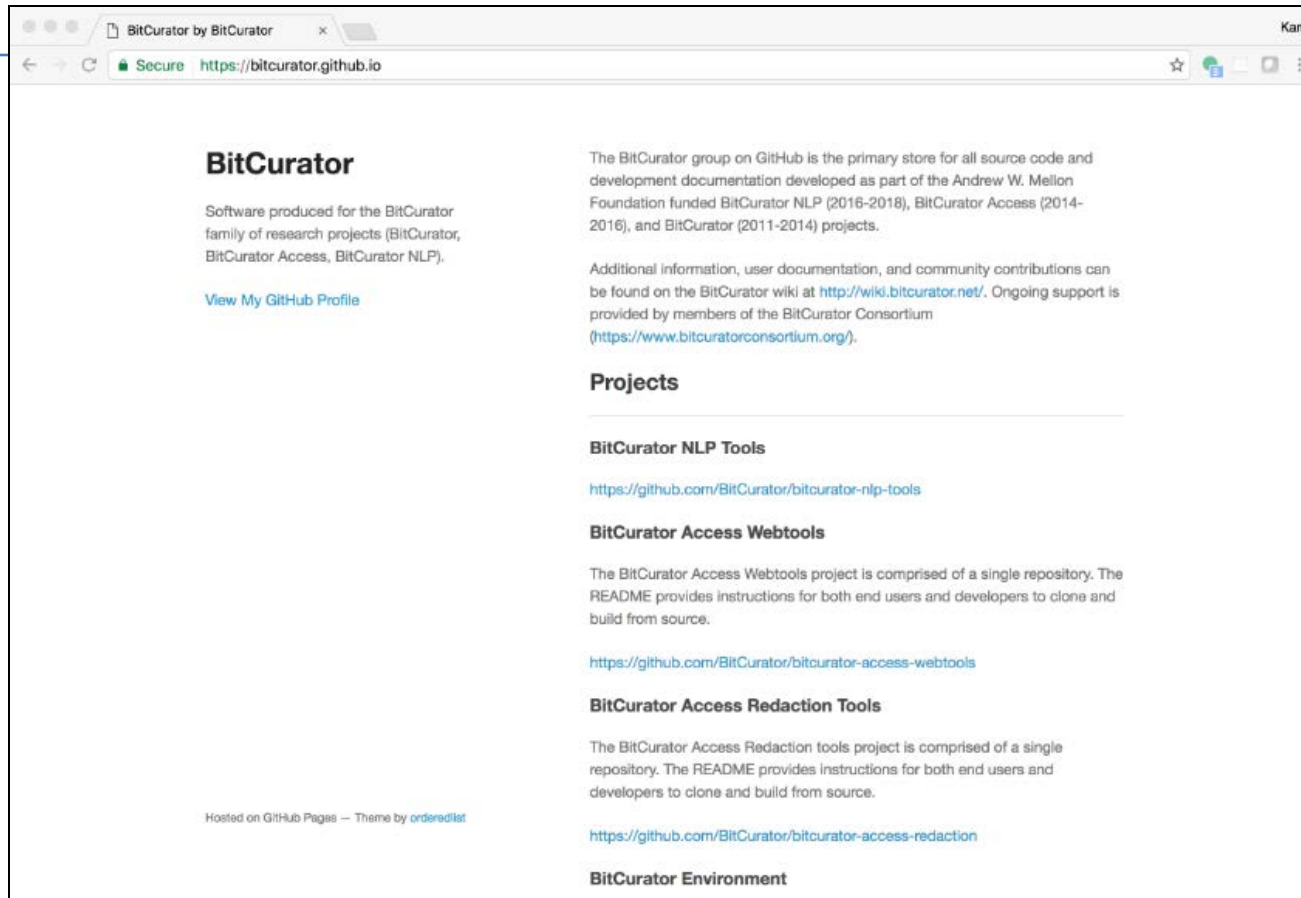 BitCurator by BitCurator
Kar
Secure https://bitcurator.github.io
BitCurator
Software produced for the BitCurator
family of research projects (BitCurator,
BitCurator Access, BitCurator NLP).
View My GitHub Profile
Hosted on GitHub Pages — Theme by orderedlist
The BitCurator group on GitHub is the primary store for all source code and
development documentation developed as part of the Andrew W. Mellon
Foundation funded BitCurator NLP (2016-2018), BitCurator Access (2014-
2016), and BitCurator (2011-2014) projects.
Additional information, user documentation, and community contributions can
be found on the BitCurator wiki at http://wiki.bitcurator.net/. Ongoing support is
provided by members of the BitCurator Consortium
(https://www.bitcuratorconsortium.org/).
Projects
BitCurator NLP Tools
https://github.com/BitCurator/bitcurator-nlp-tools
BitCurator Access Webtools
The BitCurator Access Webtools project is comprised of a single repository. The
README provides instructions for both end users and developers to clone and
build from source.
https://github.com/BitCurator/bitcurator-access-webtools
BitCurator Access Redaction Tools
The BitCurator Access Redaction tools project is comprised of a single
repository. The README provides instructions for both end users and
developers to clone and build from source.
https://github.com/BitCurator/bitcurator-access-redaction
BitCurator Environment